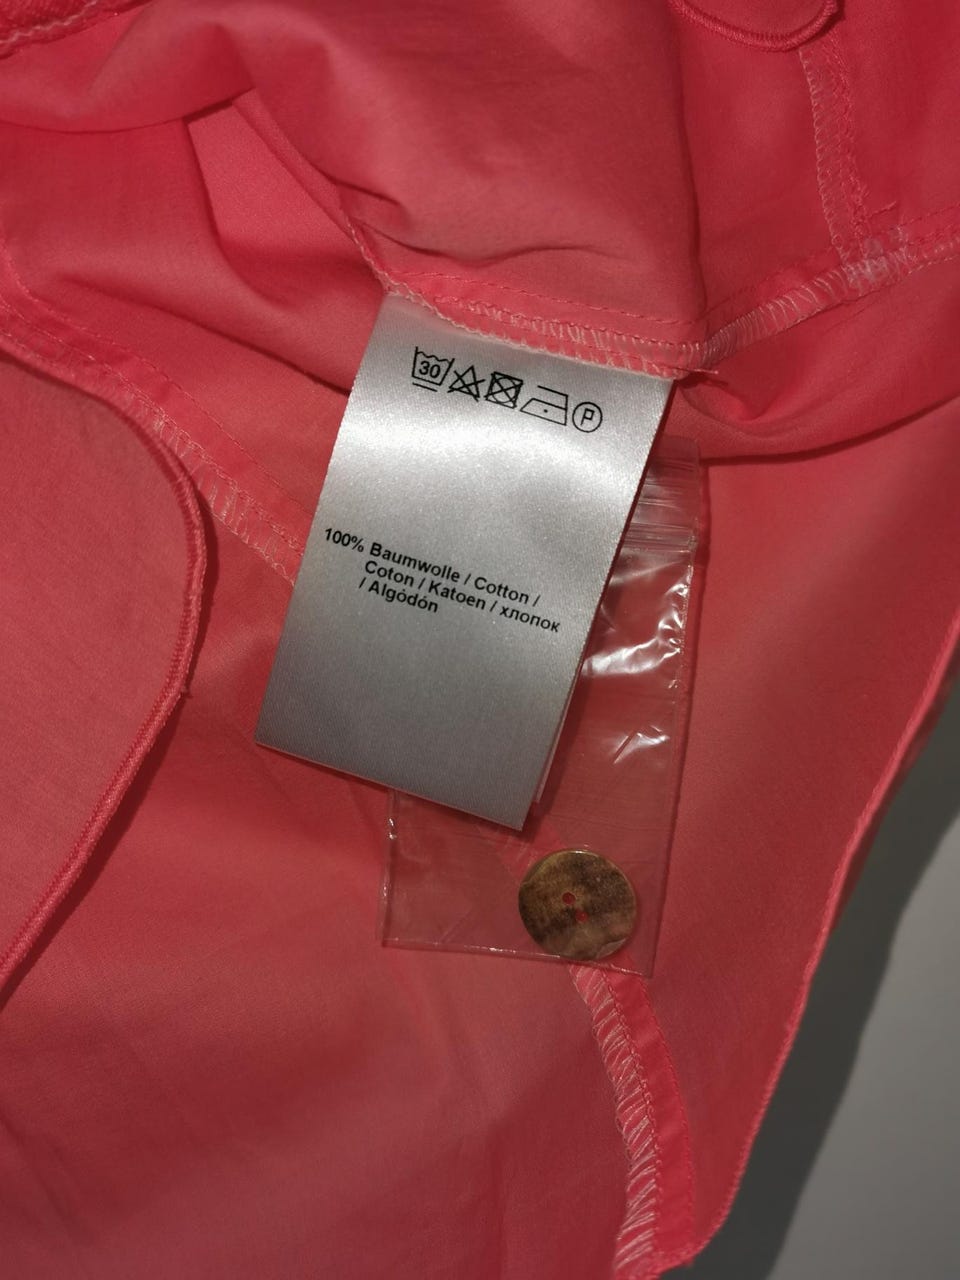 30 P
100% Baumwolle / Cotton /
Coton / Katoen / хлопок
/ Algodón